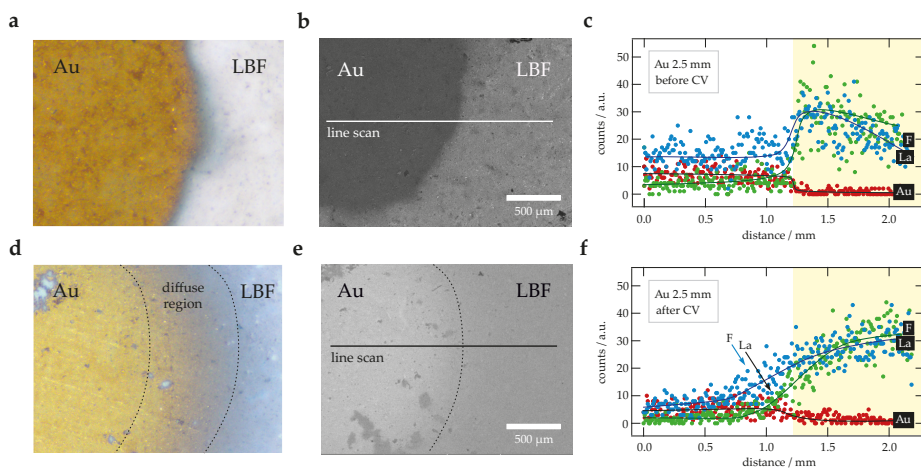 a
Au
LBF
b
Au
LBF
line scan
500 µm
c
counts / a.u.
50
40
30
20
10
0
Au 2.5 mm
before CV
F
La
Au
0.0 0.5 1.0 1.5 2.0
distance / mm
d
Au
diffuse
region
LBF
e
Au
LBF
line scan
500 µm
f
counts / a.u.
50
40
30
20
10
0
Au 2.5 mm
after CV
F
La
F
La
Au
0.0 0.5 1.0 1.5 2.0
distance / mm